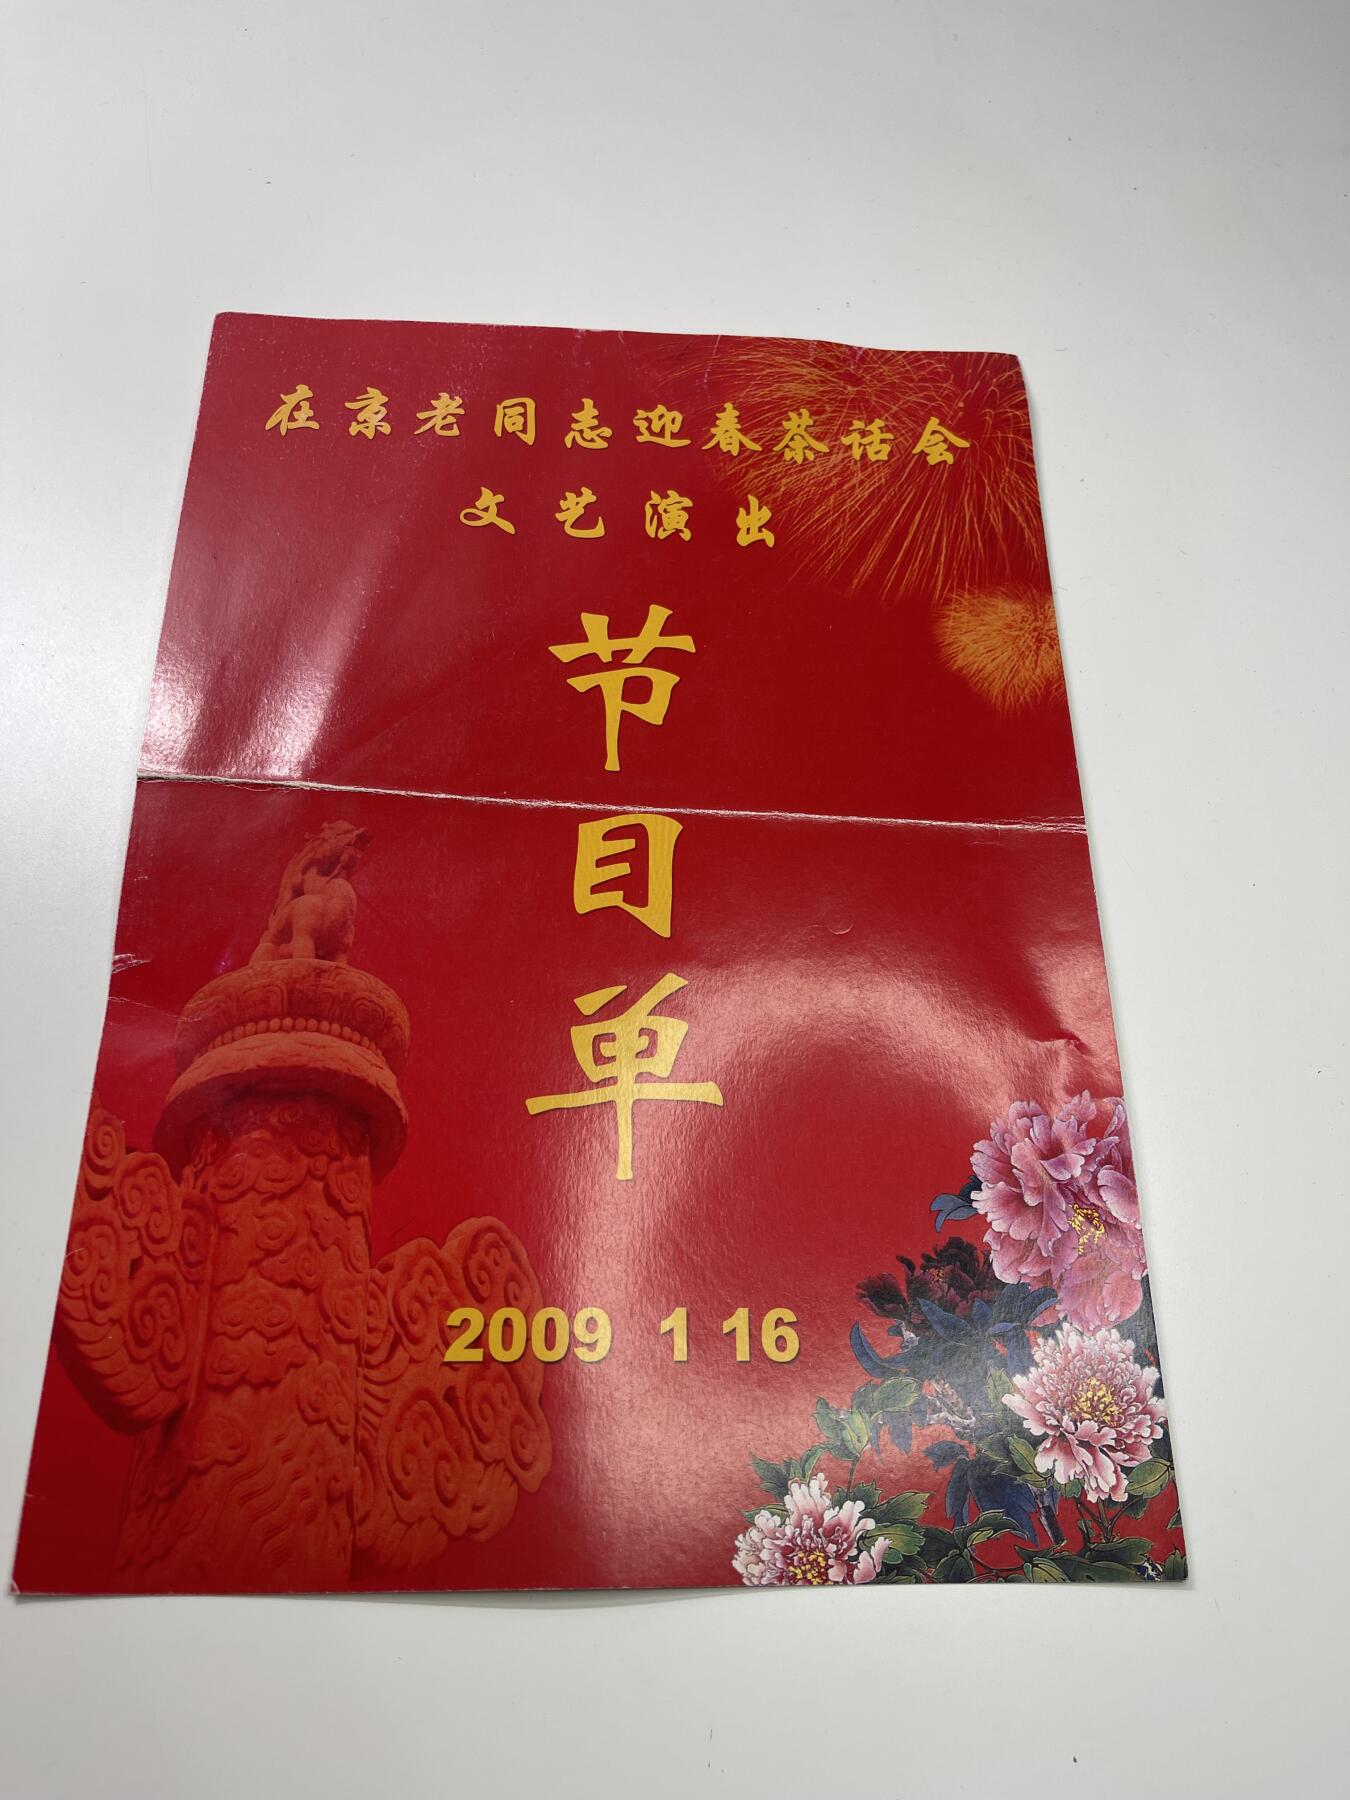 在京老同志迎春茶话会
文艺演出
节
目
单
2009 1 16